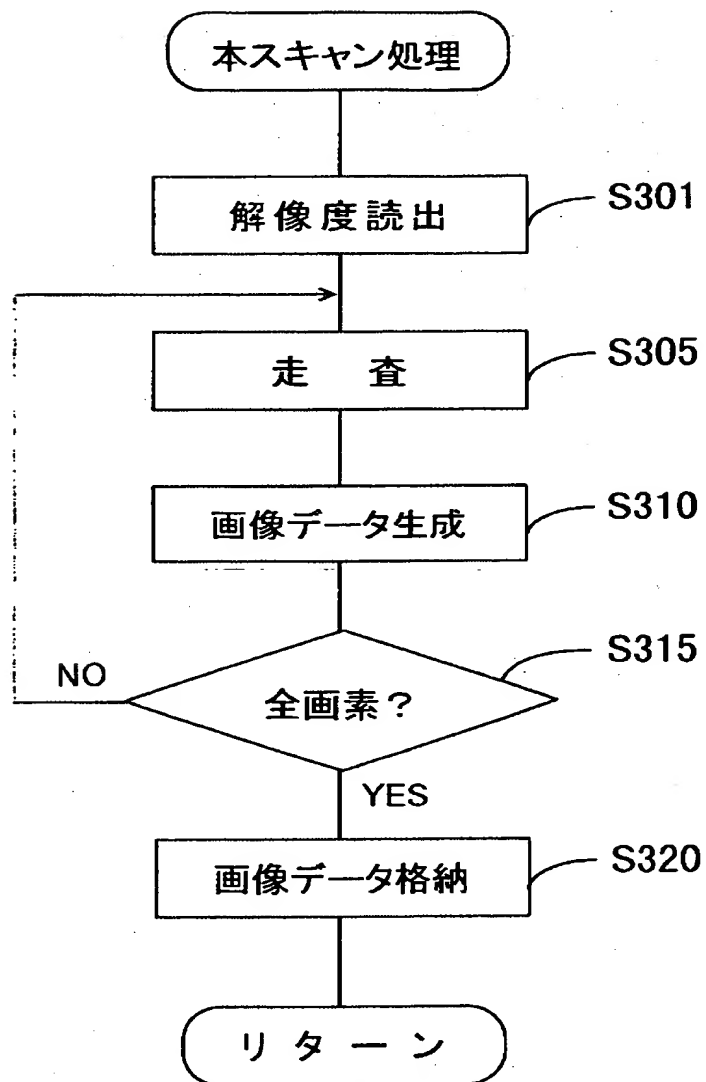 本スキャン処理
解像度読出
S301
走 査
S305
画像データ生成
S310
全画素？
S315
NO
YES
画像データ格納
S320
リターン